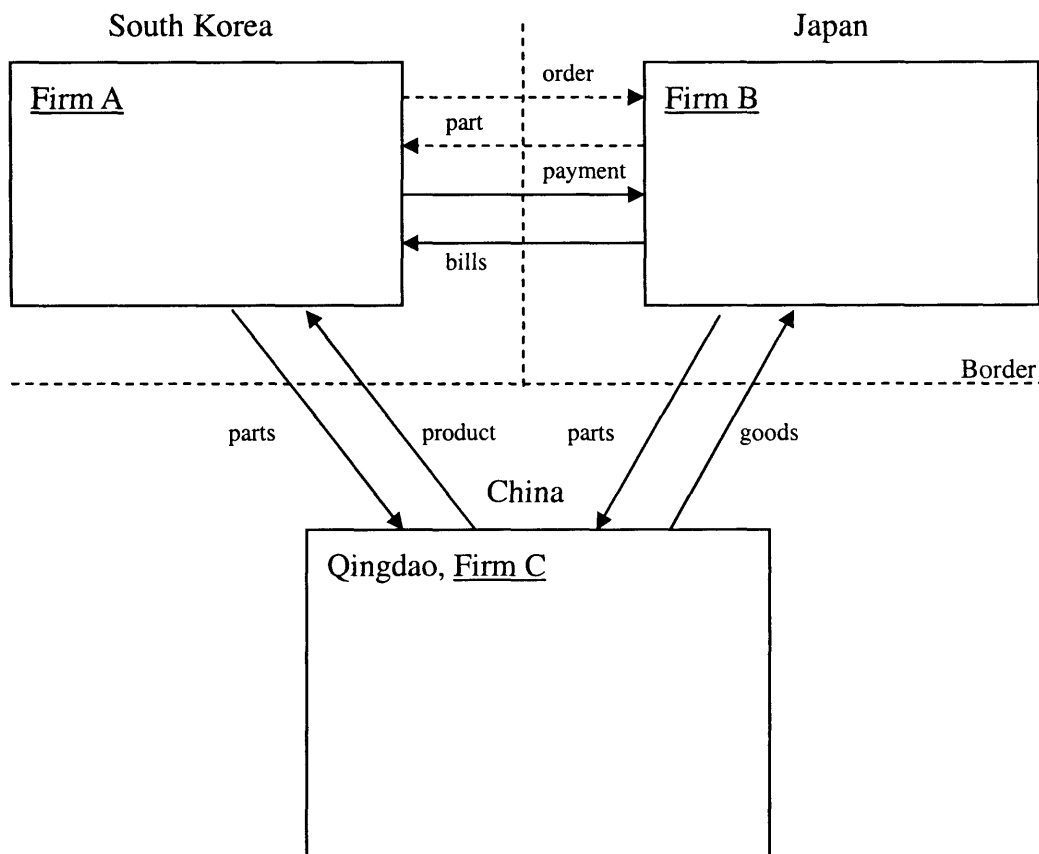 South Korea
Japan
Firm A
order
Firm B
part
payment
bills
Border
parts
product
parts
goods
China
Qingdao, Firm C